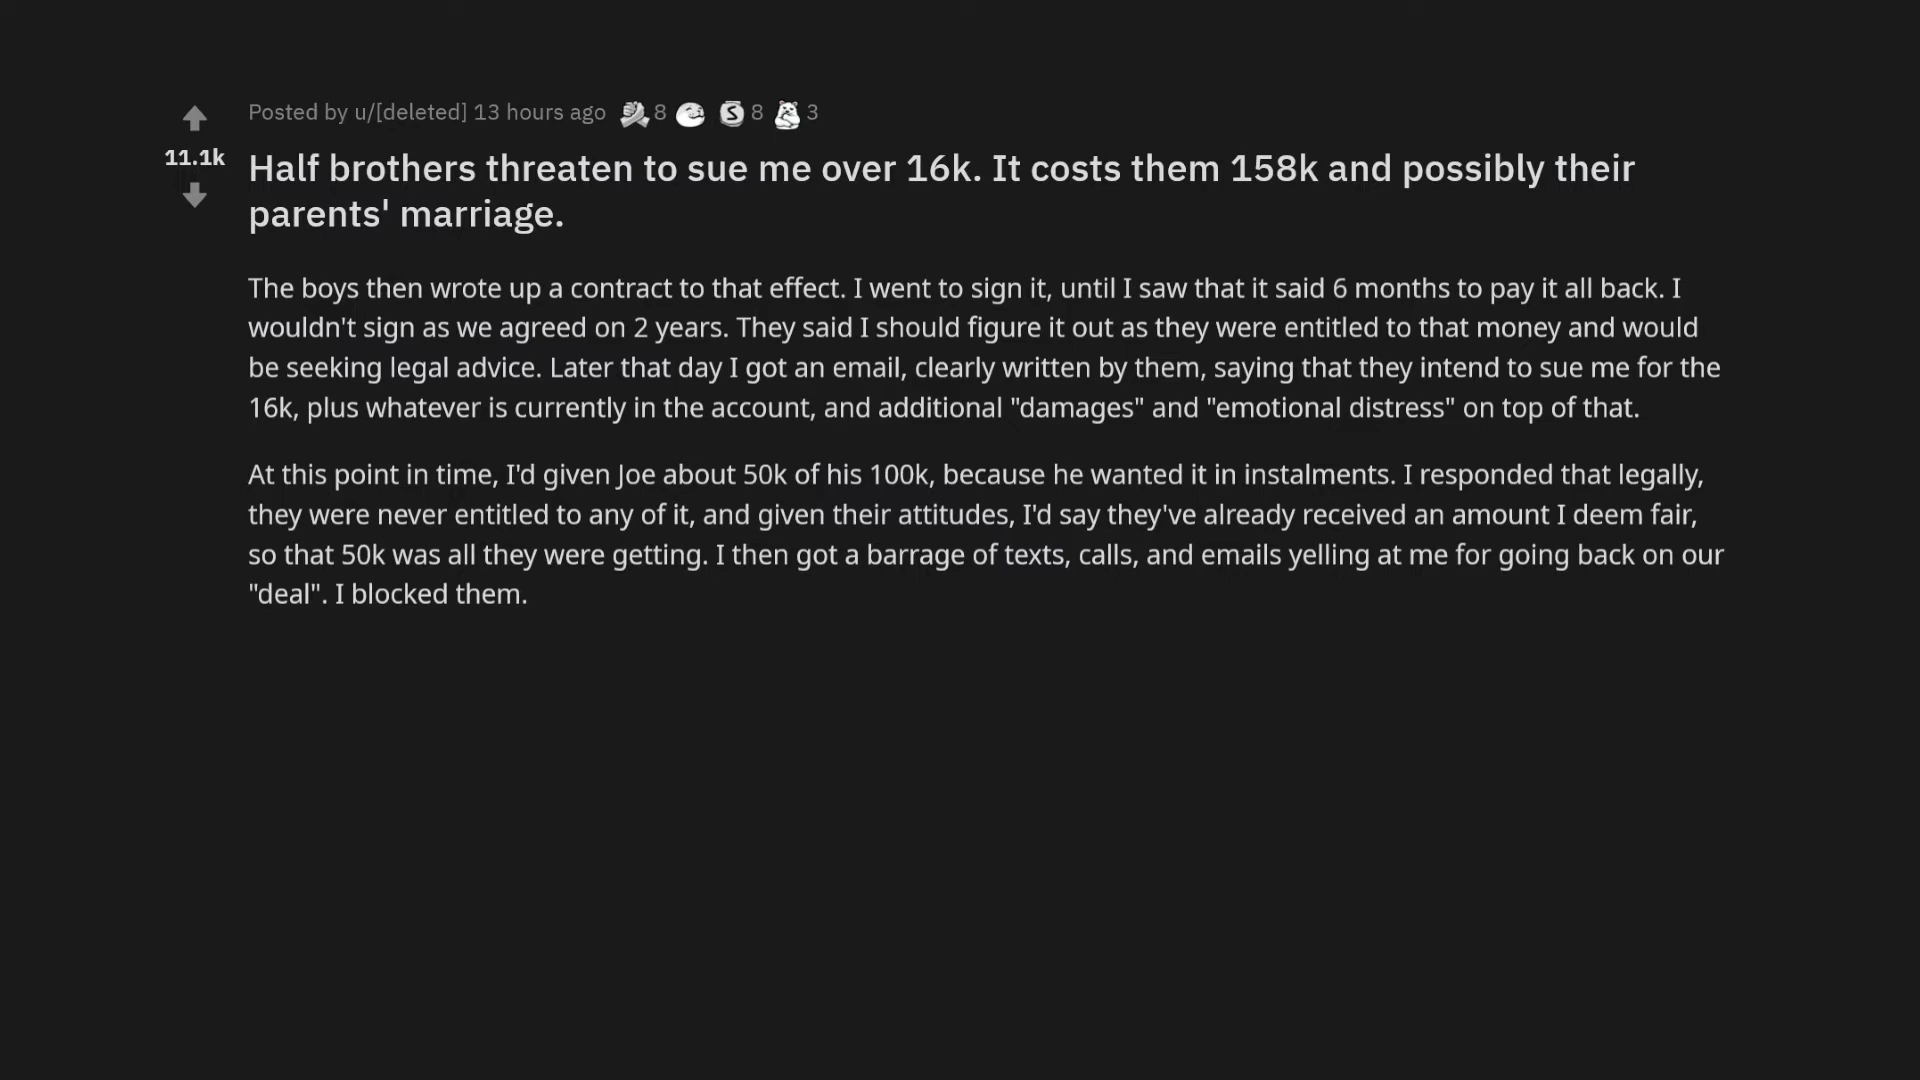 Posted by u/[deleted] 13 hours ago 8 8 3
11.1k
Half brothers threaten to sue me over 16k. It costs them 158k and possibly their
parents' marriage.
The boys then wrote up a contract to that effect. I went to sign it, until I saw that it said 6 months to pay it all back. I
wouldn't sign as we agreed on 2 years. They said I should figure it out as they were entitled to that money and would
be seeking legal advice. Later that day I got an email, clearly written by them, saying that they intend to sue me for the
16k, plus whatever is currently in the account, and additional "damages" and "emotional distress" on top of that.
At this point in time, I'd given Joe about 50k of his 100k, because he wanted it in instalments. I responded that legally,
they were never entitled to any of it, and given their attitudes, I'd say they've already received an amount I deem fair,
so that 50k was all they were getting. I then got a barrage of texts, calls, and emails yelling at me for going back on our
"deal". I blocked them.